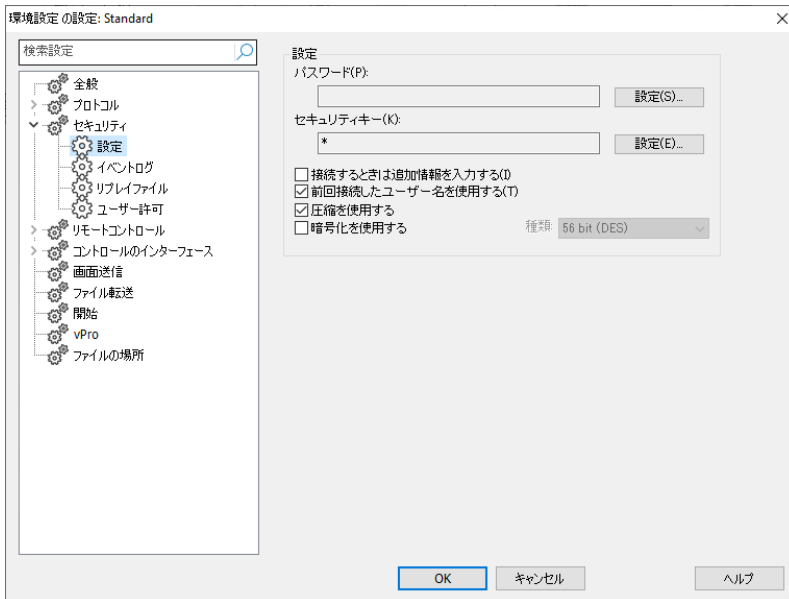 環境設定 の設定: Standard
検索設定
全般
プロトコル
セキュリティ
設定
イベントログ
リプレイファイル
ユーザー許可
リモートコントロール
コントロールのインターフェース
画面送信
ファイル転送
開始
vPro
ファイルの場所
設定
パスワード(P):
設定(S)...
セキュリティキー(K):
*
設定(E)...
接続するときは追加情報を入力する(I)
前回接続したユーザー名を使用する(T)
圧縮を使用する
暗号化を使用する
種類: 56 bit (DES)
OK
キャンセル
ヘルプ